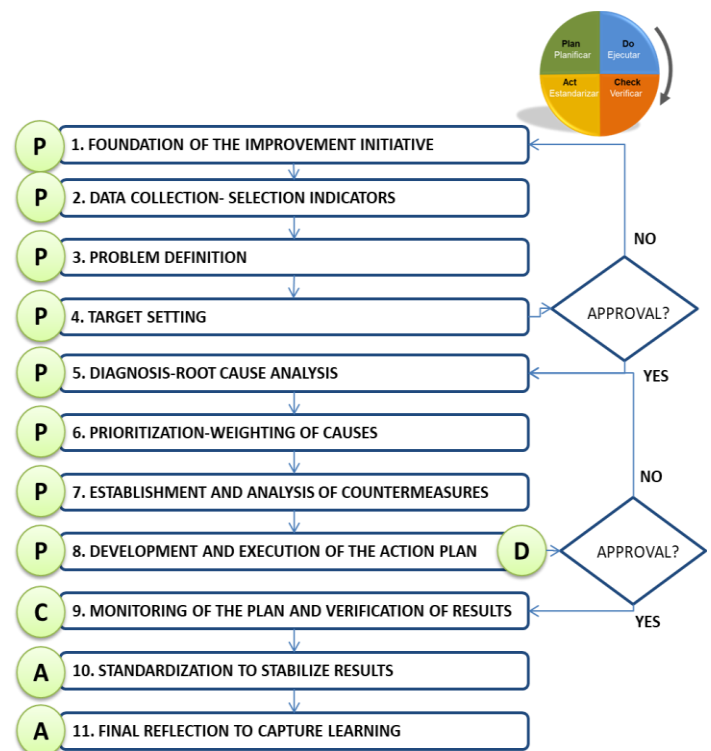 Plan
Planificar
Do
Ejecutar
Act
Estandarizar
Check
Verificar
P
1. FOUNDATION OF THE IMPROVEMENT INITIATIVE
P
2. DATA COLLECTION- SELECTION INDICATORS
NO
P
3. PROBLEM DEFINITION
P
4. TARGET SETTING
APPROVAL?
P
5. DIAGNOSIS-ROOT CAUSE ANALYSIS
YES
P
6. PRIORITIZATION-WEIGHTING OF CAUSES
NO
P
7. ESTABLISHMENT AND ANALYSIS OF COUNTERMEASURES
P
8. DEVELOPMENT AND EXECUTION OF THE ACTION PLAN
D
APPROVAL?
C
9. MONITORING OF THE PLAN AND VERIFICATION OF RESULTS
YES
A
10. STANDARDIZATION TO STABILIZE RESULTS
A
11. FINAL REFLECTION TO CAPTURE LEARNING